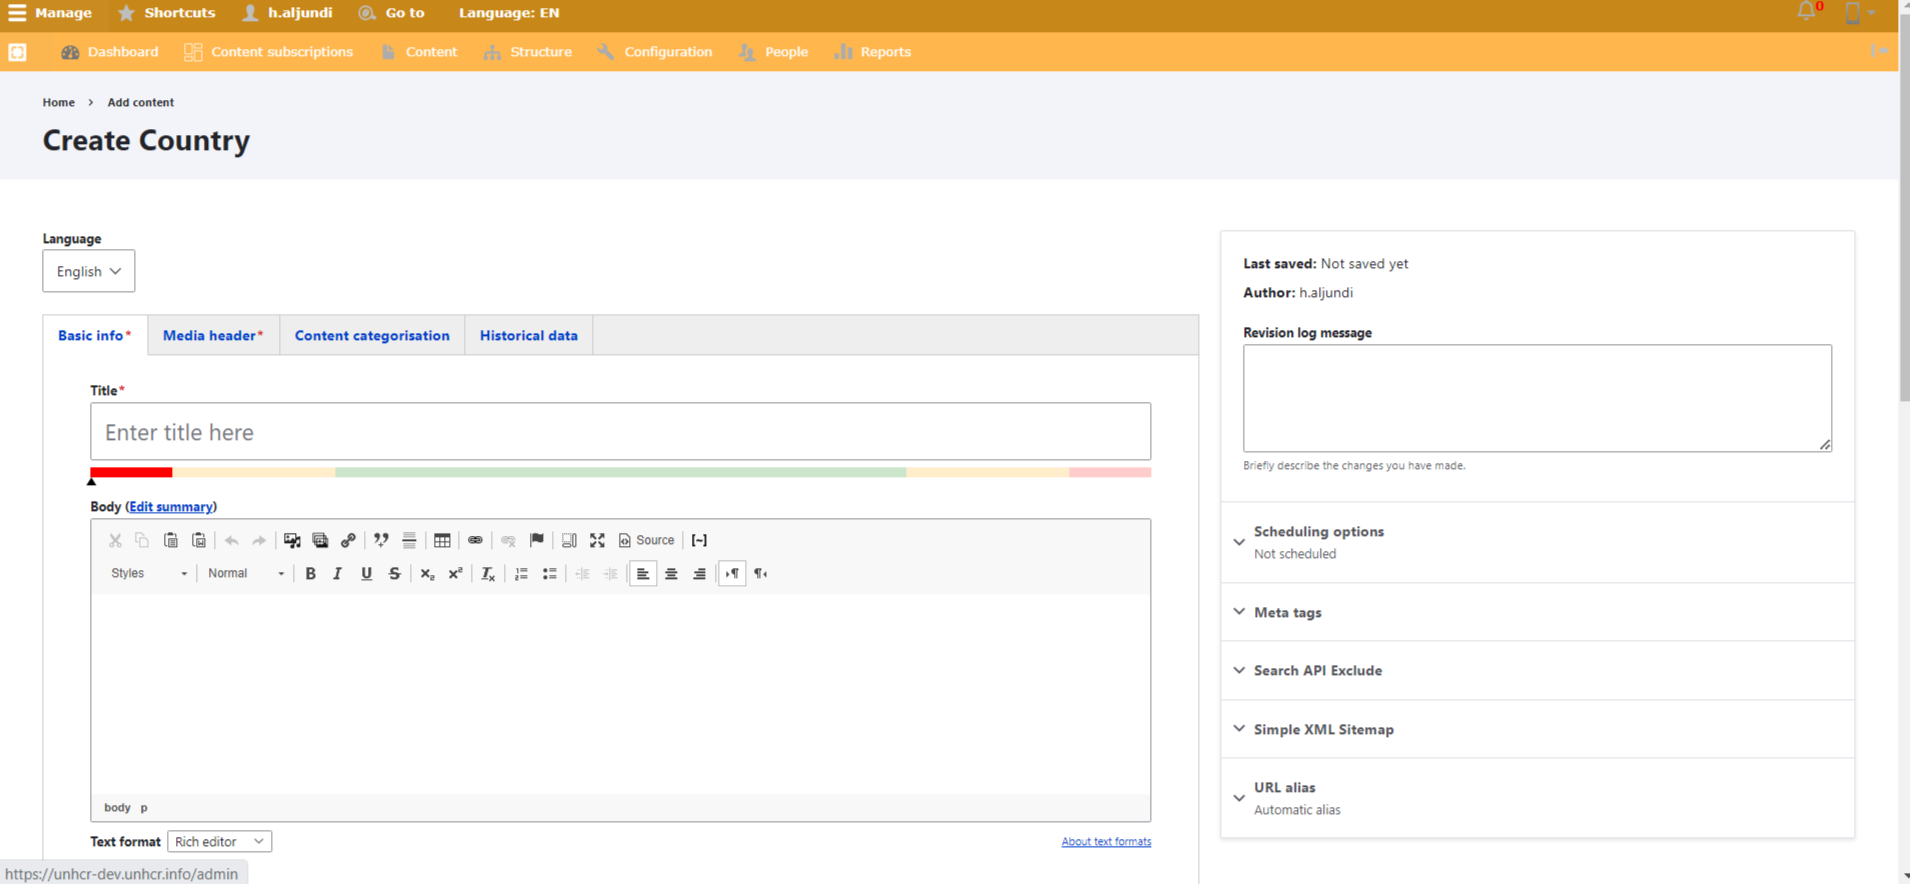 Manage Shortcuts h.aljundi Go to Language: EN 0
Dashboard Content subscriptions Content Structure Configuration People Reports
Home > Add content
Create Country
Language
English
Basic info* Media header* Content categorisation Historical data
Title*
Enter title here
Body (Edit summary)
Source
Styles Normal B I U S x₂ x² Tx
body p
Text format Rich editor About text formats
Last saved: Not saved yet
Author: h.aljundi
Revision log message
Briefly describe the changes you have made.
Scheduling options
Not scheduled
Meta tags
Search API Exclude
Simple XML Sitemap
URL alias
Automatic alias
https://unhcr-dev.unhcr.info/admin